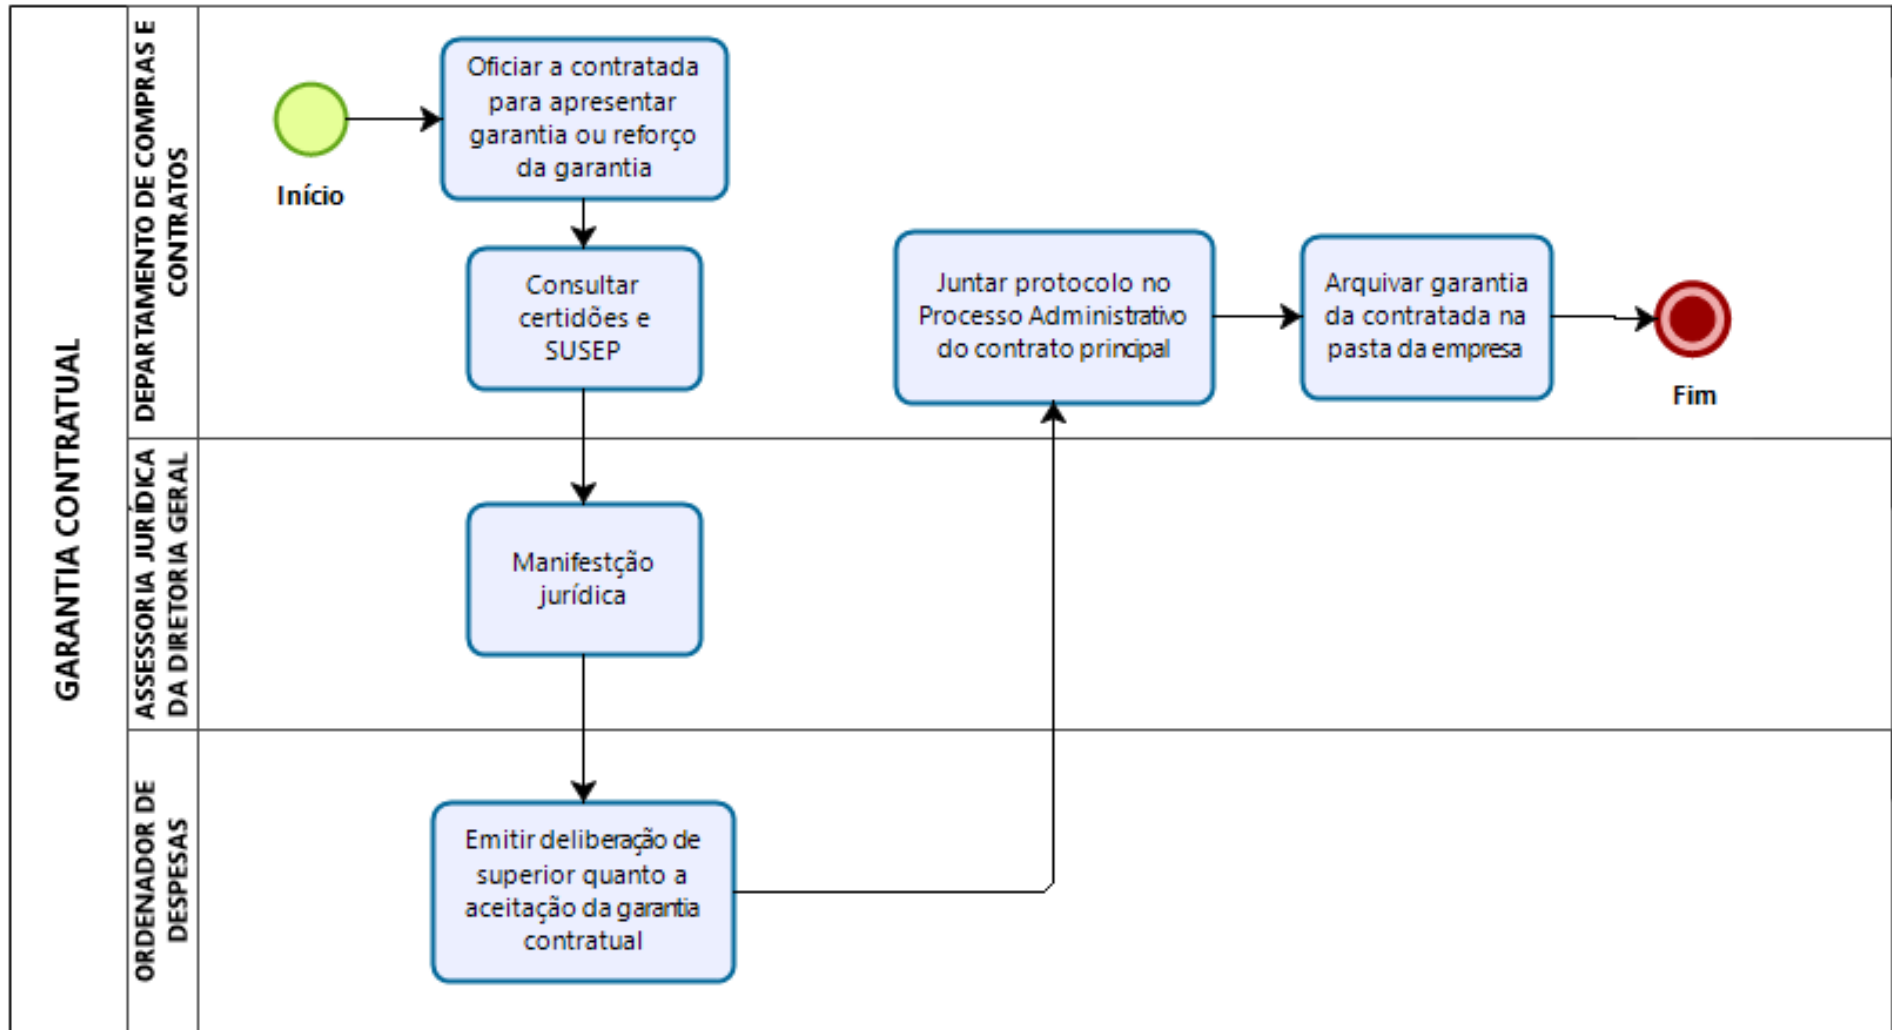 GARANTIA CONTRATUAL
DEPARTAMENTO DE COMPRAS E
CONTRATOS
Início
Oficiar a contratada
para apresentar
garantia ou reforço
da garantia
Consultar
certidões e
SUSEP
Juntar protocolo no
Processo Administrativo
do contrato principal
Arquivar garantia
da contratada na
pasta da empresa
Fim
ASSESSORIA JURÍDICA
DA DIRETORIA GERAL
Manifestção
jurídica
ORDENADOR DE
DESPESAS
Emitir deliberação de
superior quanto a
aceitação da garantia
contratual